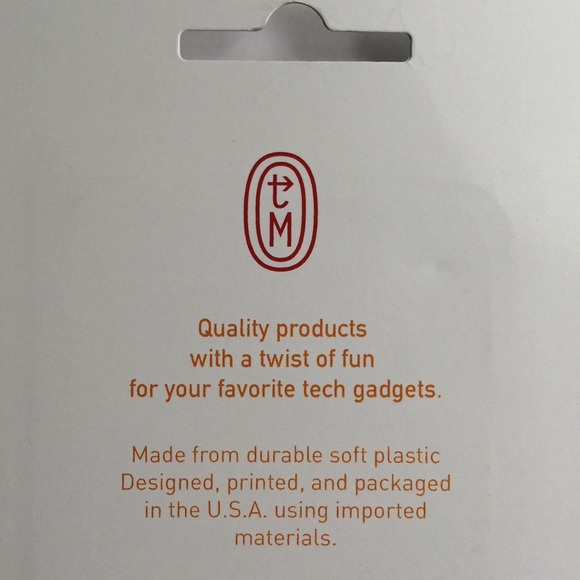 t
M
Quality products
with a twist of fun
for your favorite tech gadgets.
Made from durable soft plastic
Designed, printed, and packaged
in the U.S.A. using imported
materials.